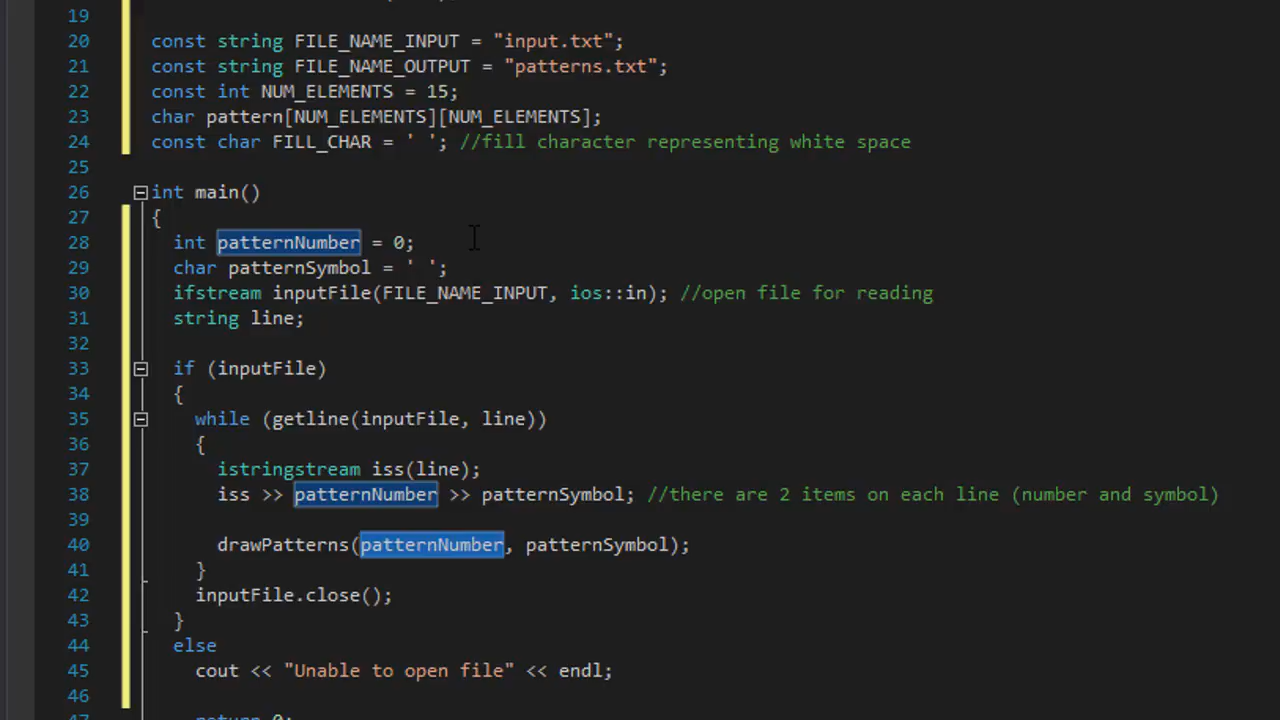 19
20 const string FILE_NAME_INPUT = "input.txt";
21 const string FILE_NAME_OUTPUT = "patterns.txt";
22 const int NUM_ELEMENTS = 15;
23 char pattern[NUM_ELEMENTS][NUM_ELEMENTS];
24 const char FILL_CHAR = ' '; //fill character representing white space
25
26 int main()
27 {
28 int patternNumber = 0;
29 char patternSymbol = ' ';
30 ifstream inputFile(FILE_NAME_INPUT, ios::in); //open file for reading
31 string line;
32
33 if (inputFile)
34 {
35 while (getline(inputFile, line))
36 {
37 istringstream iss(line);
38 iss >> patternNumber >> patternSymbol; //there are 2 items on each line (number and symbol)
39
40 drawPatterns(patternNumber, patternSymbol);
41 }
42 inputFile.close();
43 }
44 else
45 cout << "Unable to open file" << endl;
46
47 return 0;